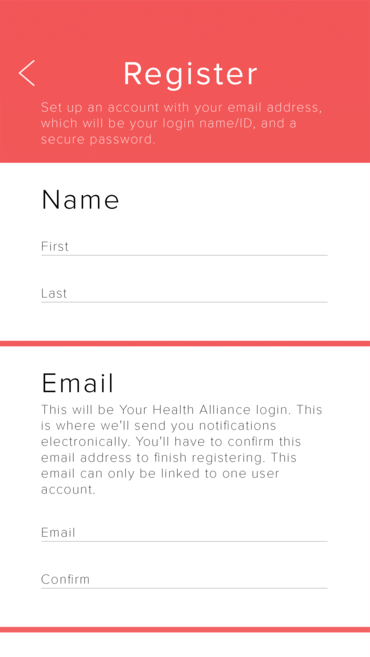 Register
Set up an account with your email address,
which will be your login name/ID, and a
secure password.
Name
First
Last
Email
This will be Your Health Alliance login. This
is where we'll send you notifications
electronically. You'll have to confirm this
email address to finish registering. This
email can only be linked to one user
account.
Email
Confirm